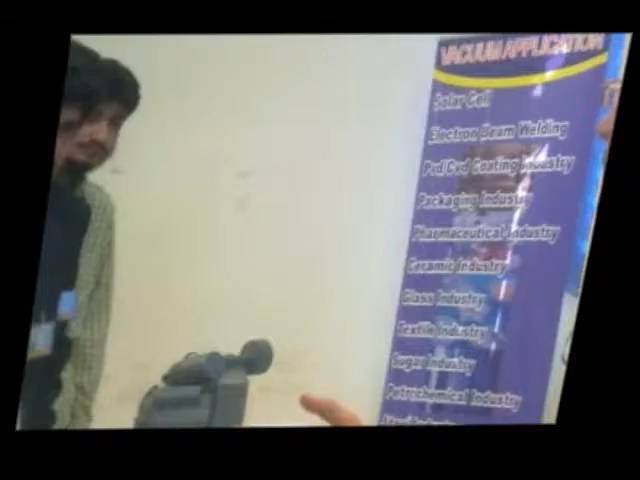 VACUUM APPLICATION
Solar Cell
Electron Beam Welding
Pvd/Cvd Coating Industry
Packaging Industry
Pharmaceutical Industry
Ceramic Industry
Glass Industry
Textile Industry
Sugar Industry
Petrochemical Industry